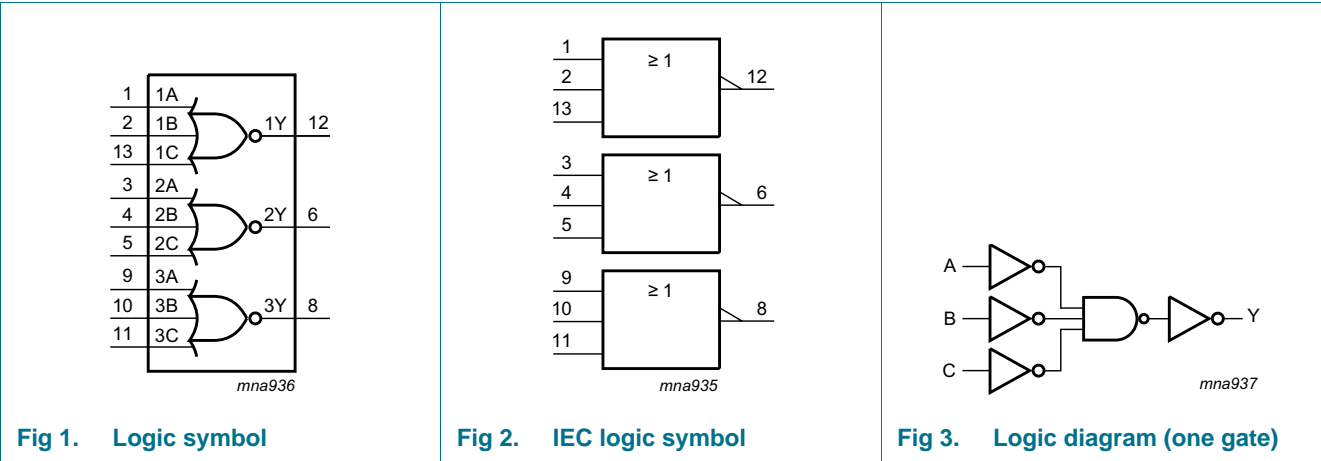 1 1A
2 1B 1Y 12
13 1C
3 2A
4 2B 2Y 6
5 2C
9 3A
10 3B 3Y 8
11 3C
mna936
Fig 1. Logic symbol
1 ≥ 1
2 12
13
3 ≥ 1
4 6
5
9 ≥ 1
10 8
11
mna935
Fig 2. IEC logic symbol
A
B Y
C
mna937
Fig 3. Logic diagram (one gate)